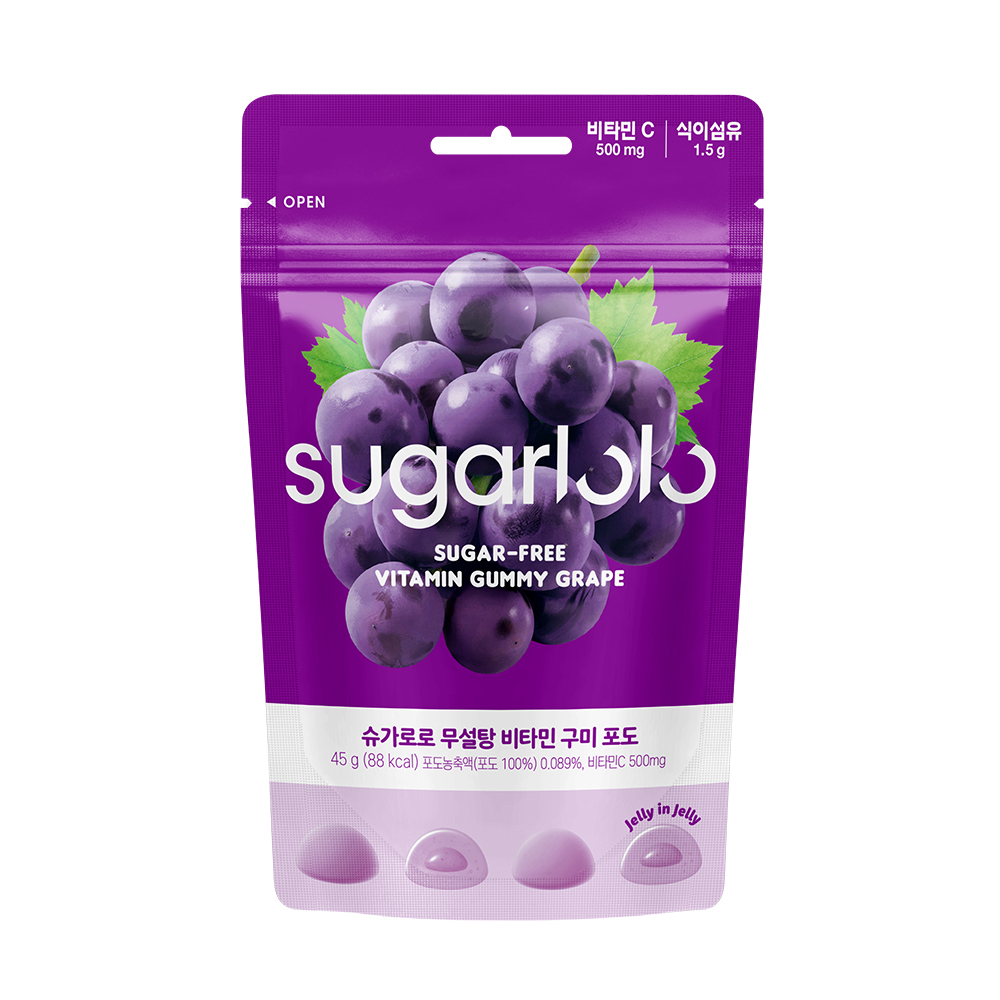 비타민 C 식이섬유
500 mg 1.5 g
OPEN
sugarlolo
SUGAR-FREE
VITAMIN GUMMY GRAPE
슈가로로 무설탕 비타민 구미 포도
45 g (88 kcal) 포도농축액(포도 100%) 0.089%, 비타민C 500mg
Jelly in Jelly